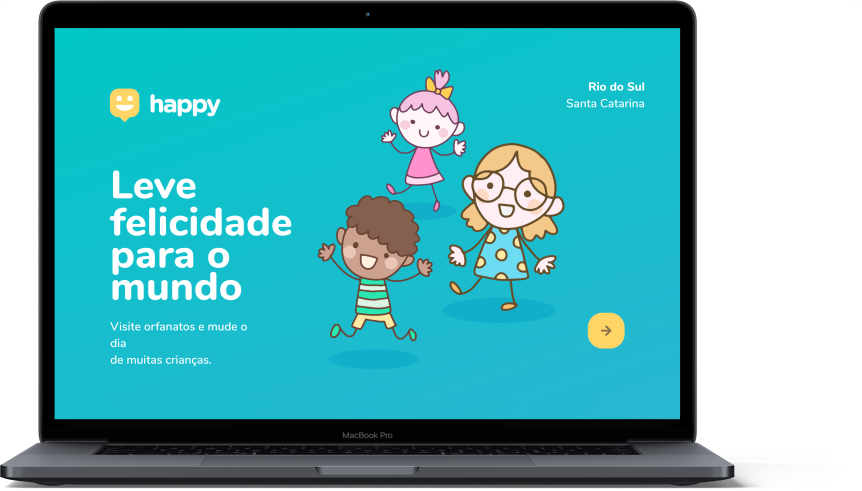 happy
Rio do Sul
Santa Catarina
Leve
felicidade
para o
mundo
Visite orfanatos e mude o
dia
de muitas crianças.
MacBook Pro